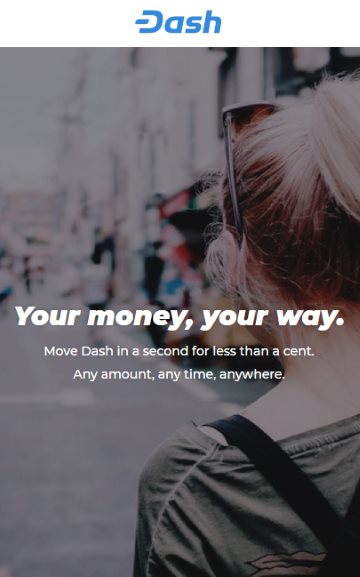 Dash
Your money, your way.
Move Dash in a second for less than a cent.
Any amount, any time, anywhere.